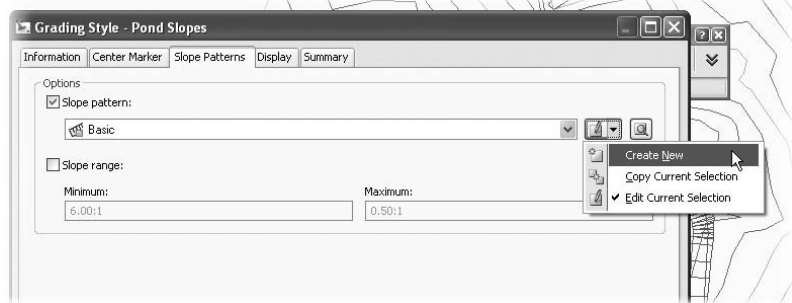 Grading Style - Pond Slopes
Information Center Marker Slope Patterns Display Summary
Options
Slope pattern:
Basic
Create New
Copy Current Selection
Edit Current Selection
Slope range:
Minimum: Maximum:
6.00:1 0.50:1